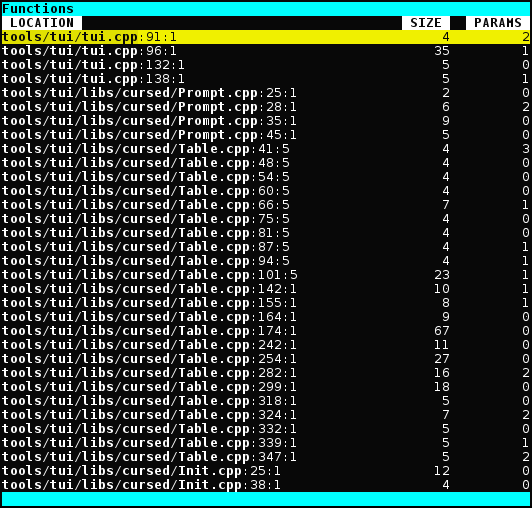 Functions
LOCATION SIZE PARAMS
tools/tui/tui.cpp:91:1 4 2
tools/tui/tui.cpp:96:1 35 1
tools/tui/tui.cpp:132:1 5 0
tools/tui/tui.cpp:138:1 5 1
tools/tui/libs/cursed/Prompt.cpp:25:1 2 0
tools/tui/libs/cursed/Prompt.cpp:28:1 6 2
tools/tui/libs/cursed/Prompt.cpp:35:1 9 0
tools/tui/libs/cursed/Prompt.cpp:45:1 5 0
tools/tui/libs/cursed/Table.cpp:41:5 4 3
tools/tui/libs/cursed/Table.cpp:48:5 4 0
tools/tui/libs/cursed/Table.cpp:54:5 4 0
tools/tui/libs/cursed/Table.cpp:60:5 4 0
tools/tui/libs/cursed/Table.cpp:66:5 7 1
tools/tui/libs/cursed/Table.cpp:75:5 4 0
tools/tui/libs/cursed/Table.cpp:81:5 4 0
tools/tui/libs/cursed/Table.cpp:87:5 4 1
tools/tui/libs/cursed/Table.cpp:94:5 4 1
tools/tui/libs/cursed/Table.cpp:101:5 23 1
tools/tui/libs/cursed/Table.cpp:142:1 10 1
tools/tui/libs/cursed/Table.cpp:155:1 8 1
tools/tui/libs/cursed/Table.cpp:164:1 9 0
tools/tui/libs/cursed/Table.cpp:174:1 67 0
tools/tui/libs/cursed/Table.cpp:242:1 11 0
tools/tui/libs/cursed/Table.cpp:254:1 27 0
tools/tui/libs/cursed/Table.cpp:282:1 16 2
tools/tui/libs/cursed/Table.cpp:299:1 18 0
tools/tui/libs/cursed/Table.cpp:318:1 5 0
tools/tui/libs/cursed/Table.cpp:324:1 7 2
tools/tui/libs/cursed/Table.cpp:332:1 5 0
tools/tui/libs/cursed/Table.cpp:339:1 5 1
tools/tui/libs/cursed/Table.cpp:347:1 5 2
tools/tui/libs/cursed/Init.cpp:25:1 12 0
tools/tui/libs/cursed/Init.cpp:38:1 4 0